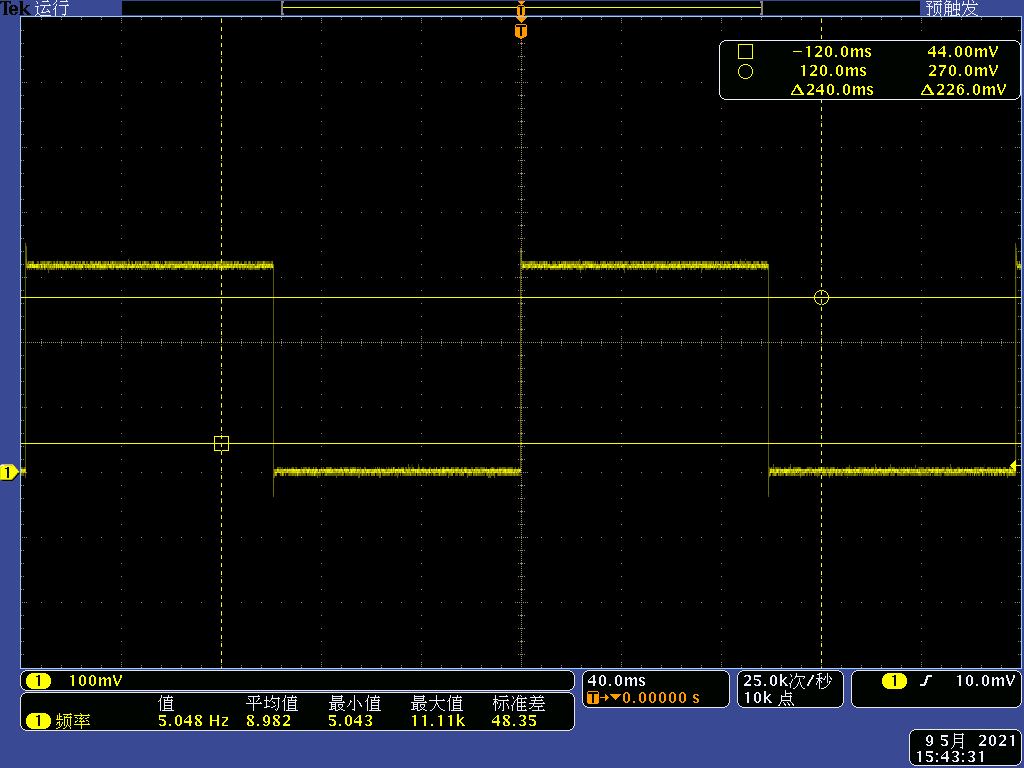 Tek 运行 预触发
T
T
−120.0ms 44.00mV
120.0ms 270.0mV
Δ240.0ms Δ226.0mV
1
1 100mV
值 平均值 最小值 最大值 标准差
1 频率 5.048 Hz 8.982 5.043 11.11k 48.35
40.0ms
T→▼0.00000 s
25.0k次/秒
10k 点
1 10.0mV
9 5月 2021
15:43:31